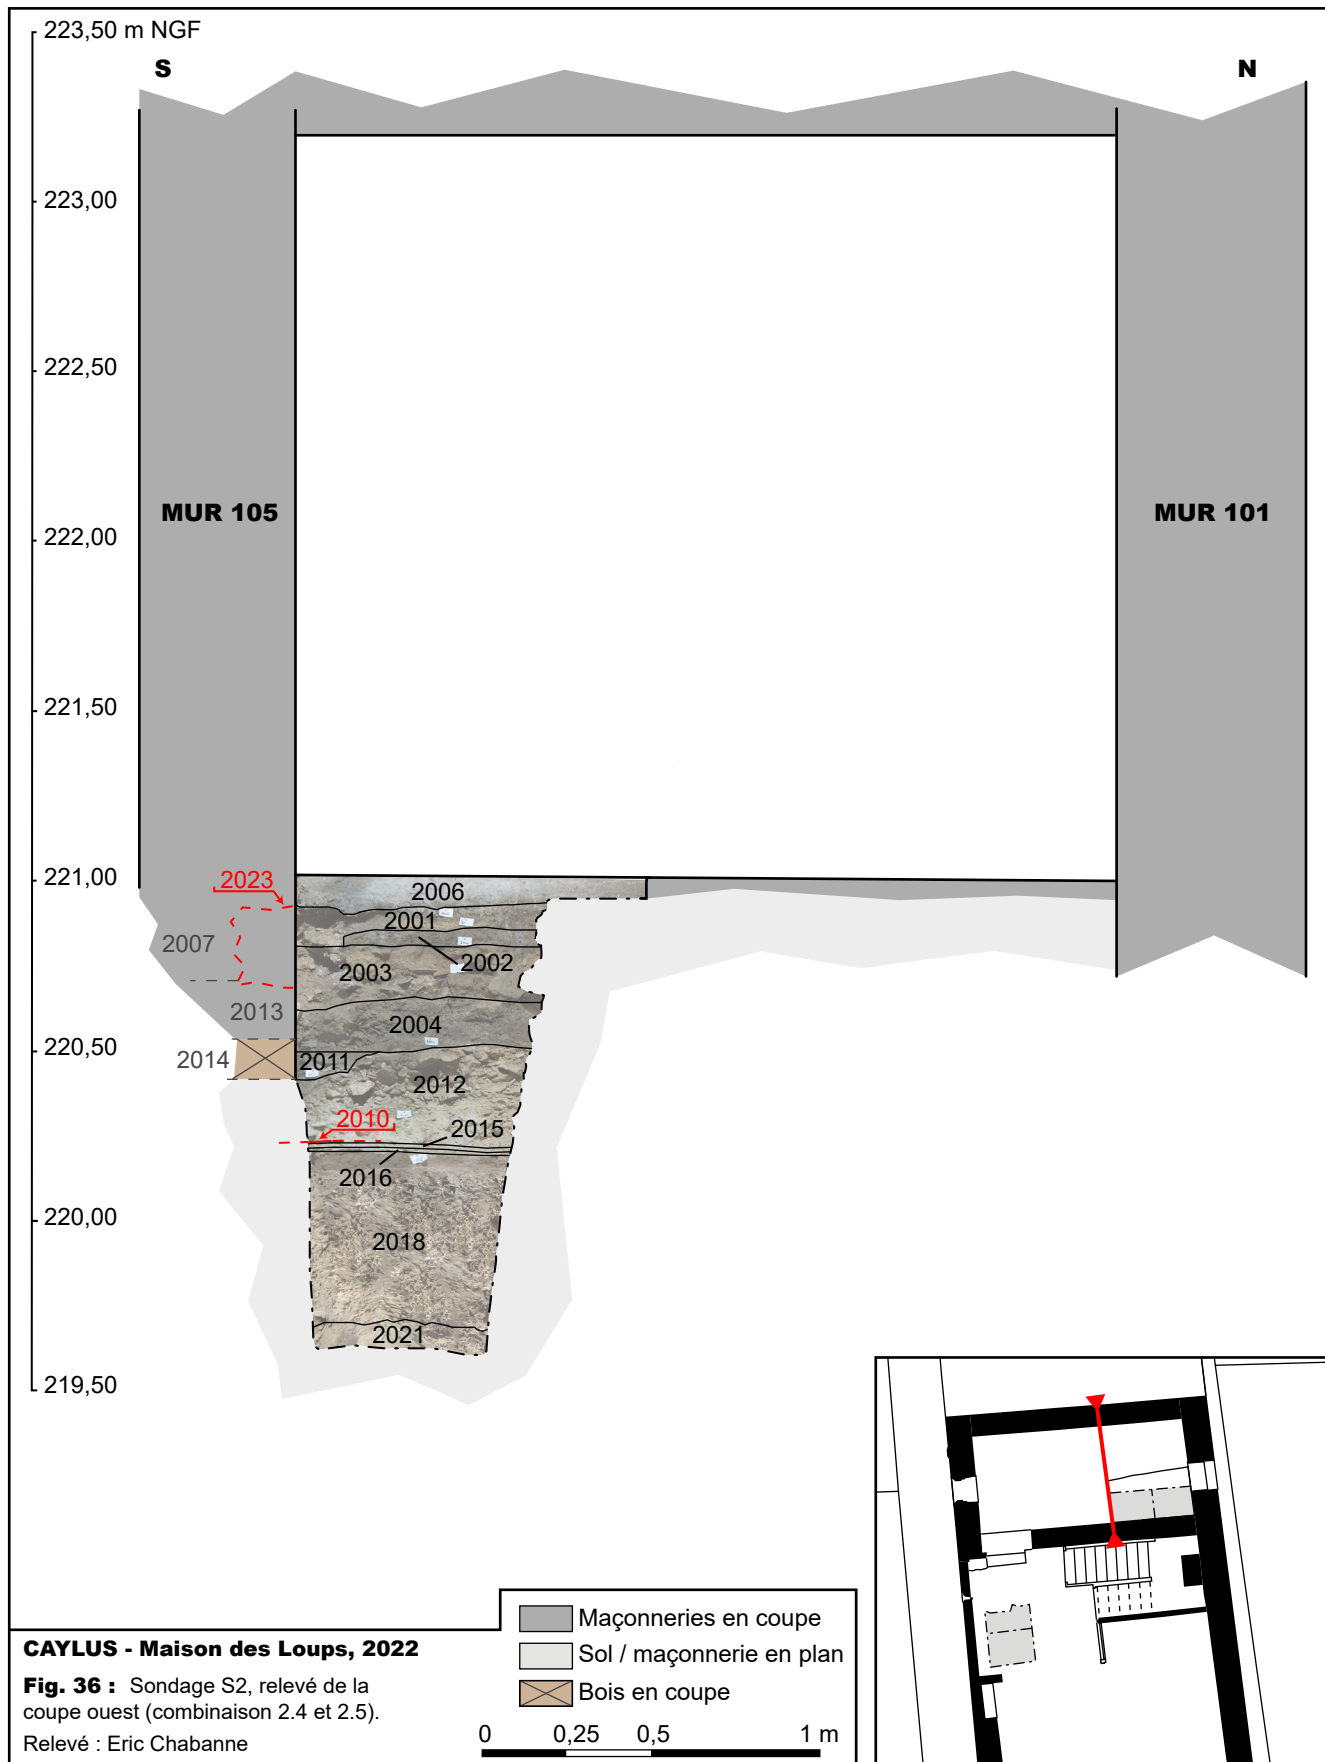 223,50 m NGF
S
N
223,00
222,50
MUR 105
MUR 101
222,00
221,50
221,00
2023
2006
2001
2007
2002
2003
2013
2004
220,50
2014
2011
2012
2010
2015
2016
220,00
2018
2021
219,50
Maçonneries en coupe
Sol / maçonnerie en plan
Bois en coupe
0 0,25 0,5 1 m
CAYLUS - Maison des Loups, 2022
Fig. 36 : Sondage S2, relevé de la
coupe ouest (combinaison 2.4 et 2.5).
Relevé : Eric Chabanne